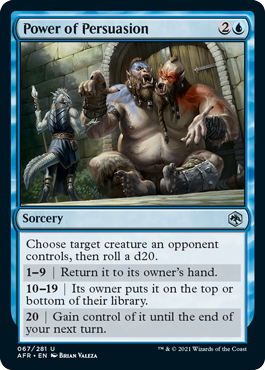 Power of Persuasion 2
Sorcery
Choose target creature an opponent
controls, then roll a d20.
1–9 | Return it to its owner's hand.
10–19 | Its owner puts it on the top or
bottom of their library.
20 | Gain control of it until the end of
your next turn.
067/281 U
AFR • EN BRIAN VALEZA
™ & © 2021 Wizards of the Coast